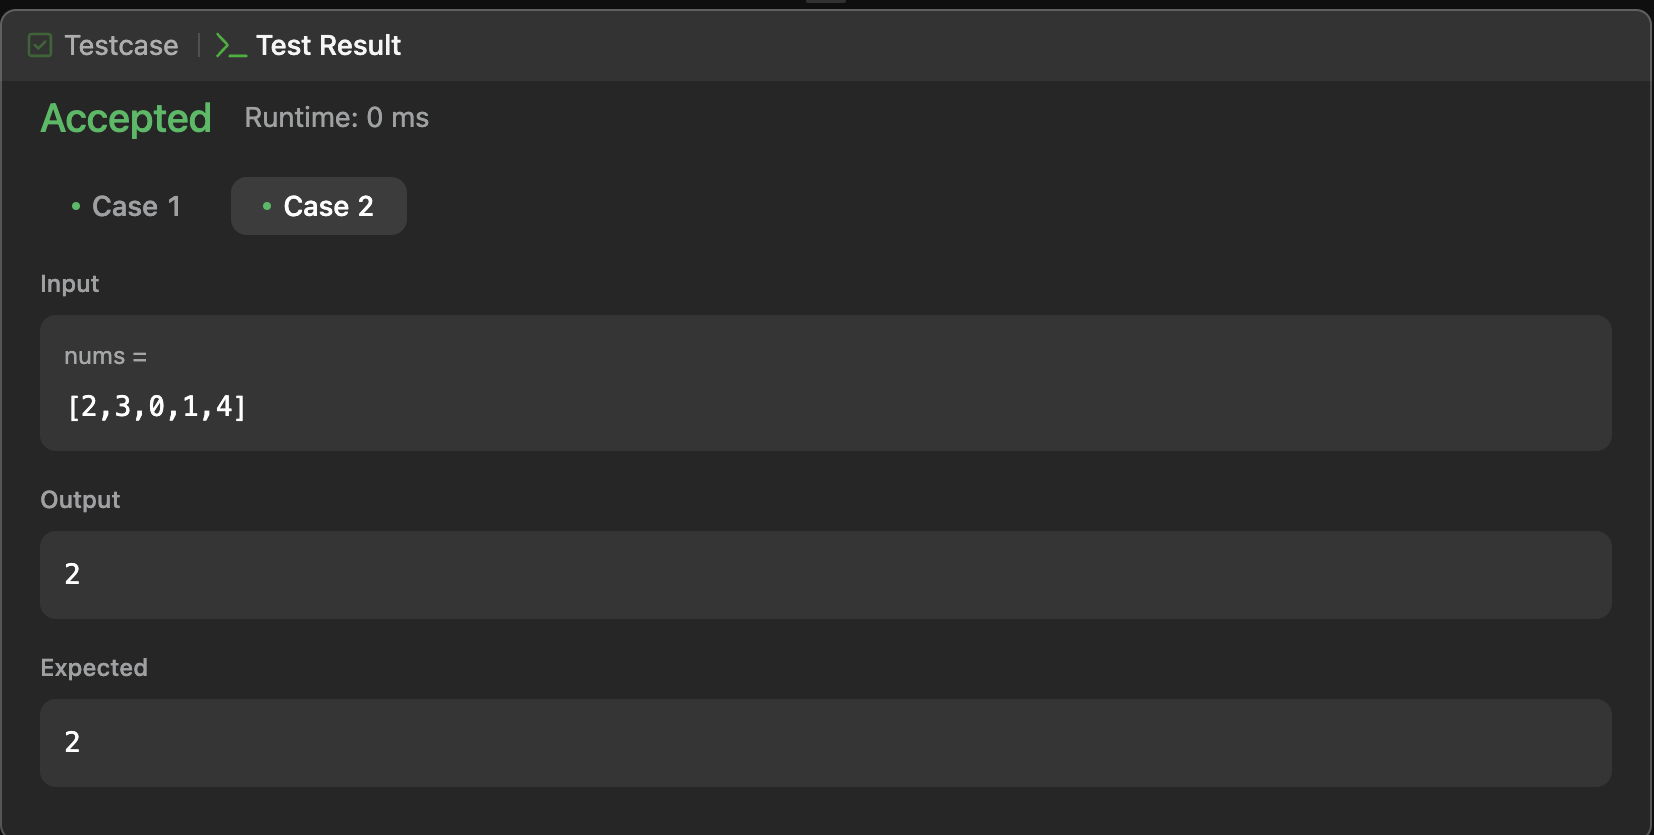 Testcase | >_ Test Result
Accepted Runtime: 0 ms
• Case 1 • Case 2
Input
nums =
[2,3,0,1,4]
Output
2
Expected
2